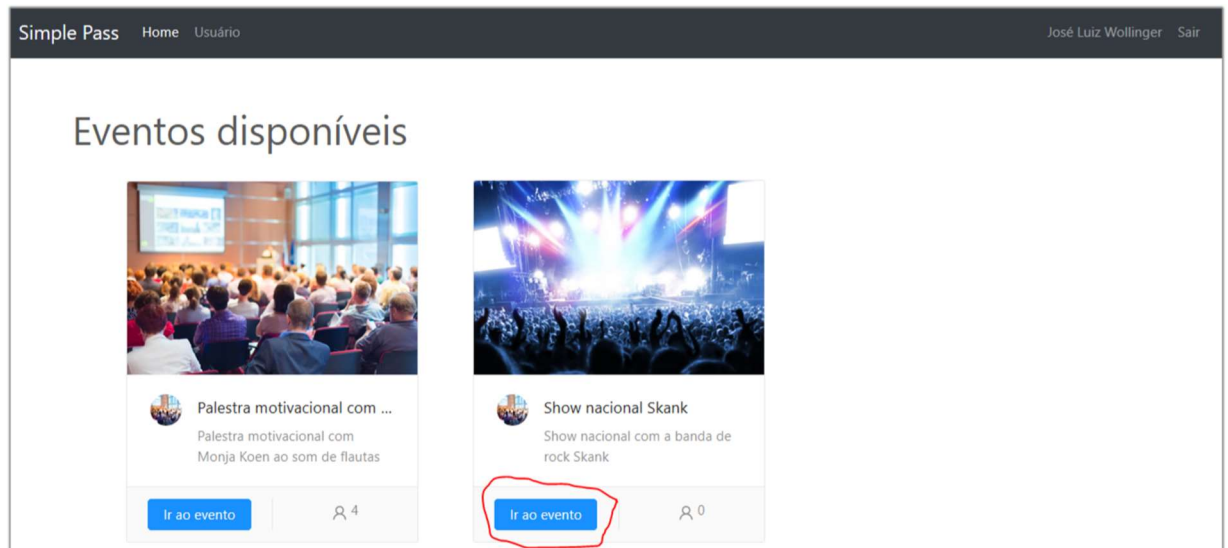 Simple Pass Home Usuário José Luiz Wollinger Sair
Eventos disponíveis
Palestra motivacional com ...
Palestra motivacional com
Monja Koen ao som de flautas
Ir ao evento 4
Show nacional Skank
Show nacional com a banda de
rock Skank
Ir ao evento 0